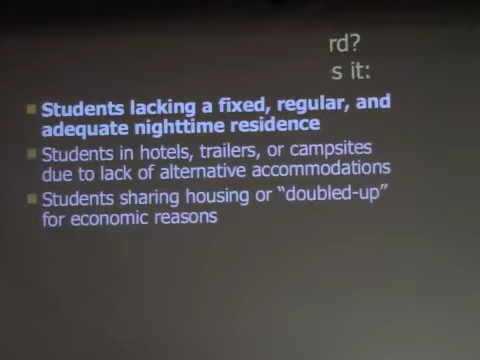 rd?
s it:
Students lacking a fixed, regular, and
adequate nighttime residence
Students in hotels, trailers, or campsites
due to lack of alternative accommodations
Students sharing housing or “doubled-up”
for economic reasons